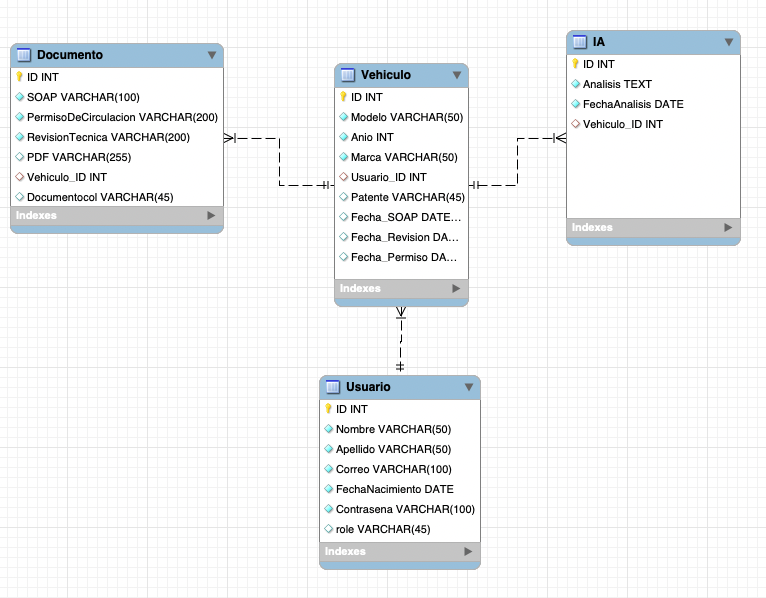 Documento
ID INT
SOAP VARCHAR(100)
PermisoDeCirculacion VARCHAR(200)
RevisionTecnica VARCHAR(200)
PDF VARCHAR(255)
Vehiculo_ID INT
Documentocol VARCHAR(45)
Indexes
Vehiculo
ID INT
Modelo VARCHAR(50)
Anio INT
Marca VARCHAR(50)
Usuario_ID INT
Patente VARCHAR(45)
Fecha_SOAP DATE...
Fecha_Revision DA...
Fecha_Permiso DA...
Indexes
IA
ID INT
Analisis TEXT
FechaAnalisis DATE
Vehiculo_ID INT
Indexes
Usuario
ID INT
Nombre VARCHAR(50)
Apellido VARCHAR(50)
Correo VARCHAR(100)
FechaNacimiento DATE
Contrasena VARCHAR(100)
role VARCHAR(45)
Indexes